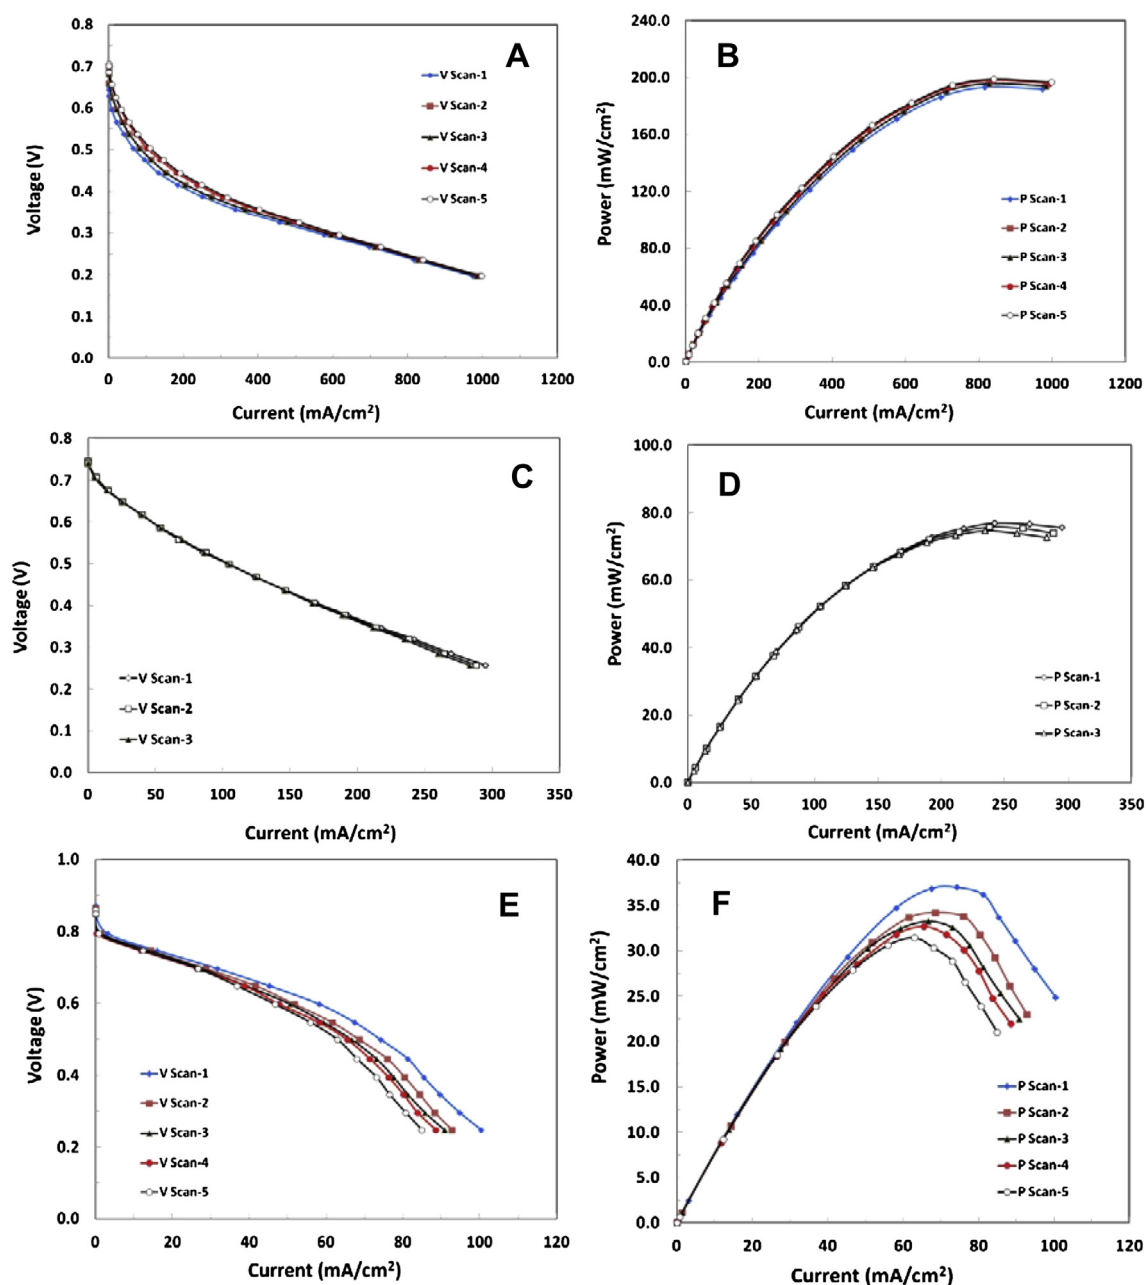 A
0.8
0.7
0.6
0.5
0.4
0.3
0.2
0.1
0.0
Voltage (V)
V Scan-1
V Scan-2
V Scan-3
V Scan-4
V Scan-5
0 200 400 600 800 1000 1200
Current (mA/cm²)
B
240.0
200.0
160.0
120.0
80.0
40.0
0.0
Power (mW/cm²)
P Scan-1
P Scan-2
P Scan-3
P Scan-4
P Scan-5
0 200 400 600 800 1000 1200
Current (mA/cm²)
C
0.8
0.7
0.6
0.5
0.4
0.3
0.2
0.1
0.0
Voltage (V)
V Scan-1
V Scan-2
V Scan-3
0 50 100 150 200 250 300 350
Current (mA/cm²)
D
100.0
80.0
60.0
40.0
20.0
0.0
Power (mW/cm²)
P Scan-1
P Scan-2
P Scan-3
0 50 100 150 200 250 300 350
Current (mA/cm²)
E
1.0
0.8
0.6
0.4
0.2
0.0
Voltage (V)
V Scan-1
V Scan-2
V Scan-3
V Scan-4
V Scan-5
0 20 40 60 80 100 120
Current (mA/cm²)
F
40.0
35.0
30.0
25.0
20.0
15.0
10.0
5.0
0.0
Power (mW/cm²)
P Scan-1
P Scan-2
P Scan-3
P Scan-4
P Scan-5
0 20 40 60 80 100 120
Current (mA/cm²)